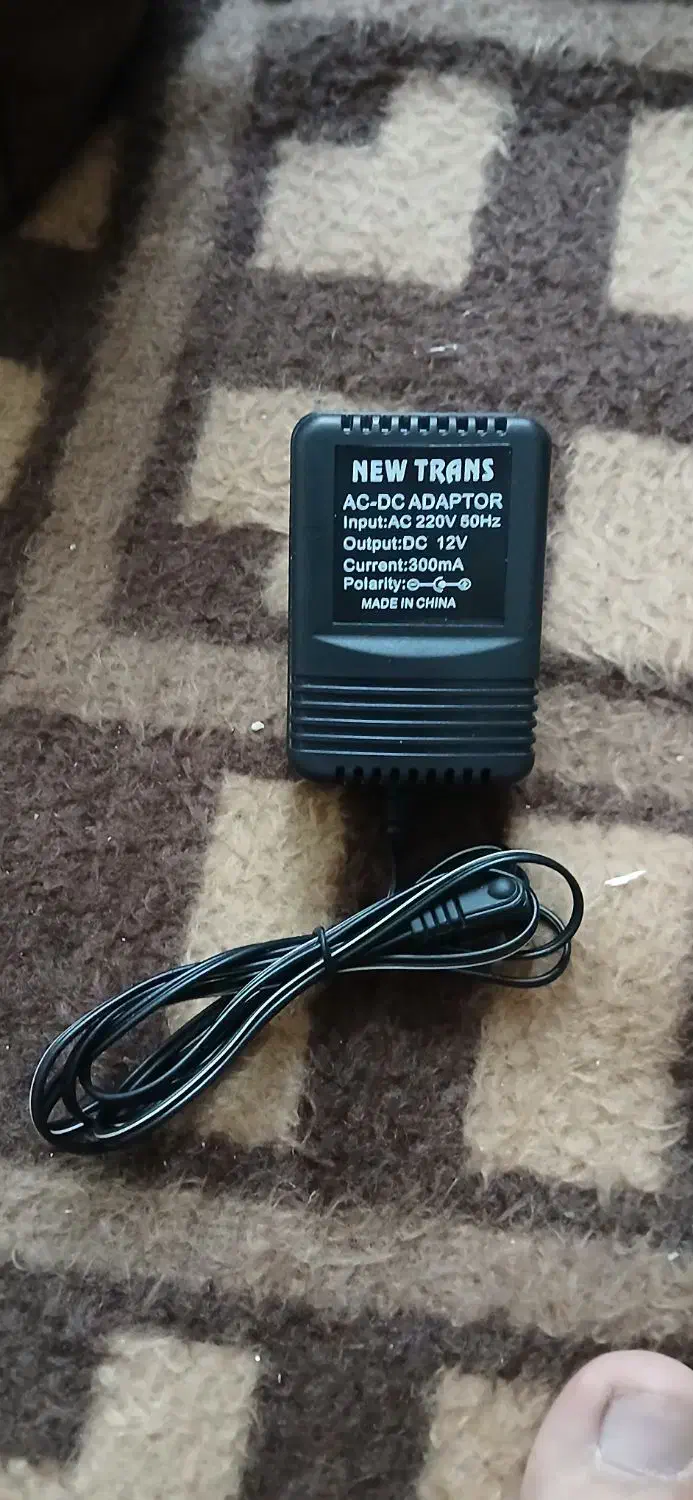 NEW TRANS
AC-DC ADAPTOR
Input:AC 220V 50Hz
Output:DC 12V
Current:300mA
Polarity:
MADE IN CHINA